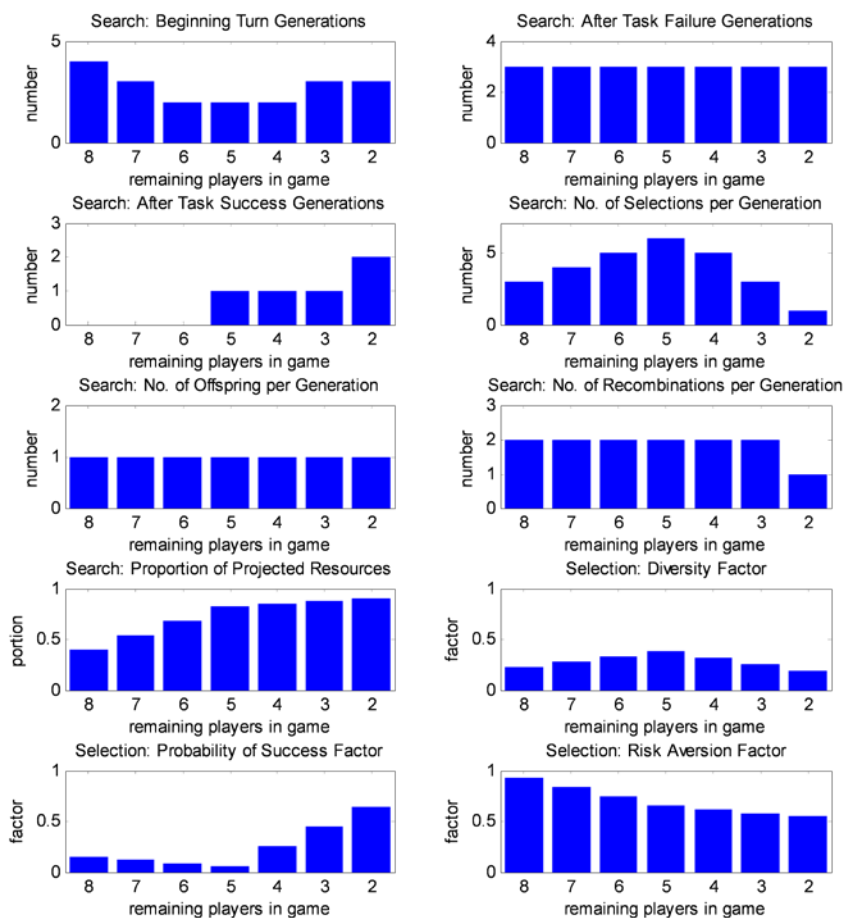 Search: Beginning Turn Generations
5
0
number
8 7 6 5 4 3 2
remaining players in game
Search: After Task Failure Generations
4
2
0
number
8 7 6 5 4 3 2
remaining players in game
Search: After Task Success Generations
3
2
1
0
number
8 7 6 5 4 3 2
remaining players in game
Search: No. of Selections per Generation
5
0
number
8 7 6 5 4 3 2
remaining players in game
Search: No. of Offspring per Generation
2
1
0
number
8 7 6 5 4 3 2
remaining players in game
Search: No. of Recombinations per Generation
3
2
1
0
number
8 7 6 5 4 3 2
remaining players in game
Search: Proportion of Projected Resources
1
0.5
0
portion
8 7 6 5 4 3 2
remaining players in game
Selection: Diversity Factor
1
0.5
0
factor
8 7 6 5 4 3 2
remaining players in game
Selection: Probability of Success Factor
1
0.5
0
factor
8 7 6 5 4 3 2
remaining players in game
Selection: Risk Aversion Factor
1
0.5
0
factor
8 7 6 5 4 3 2
remaining players in game